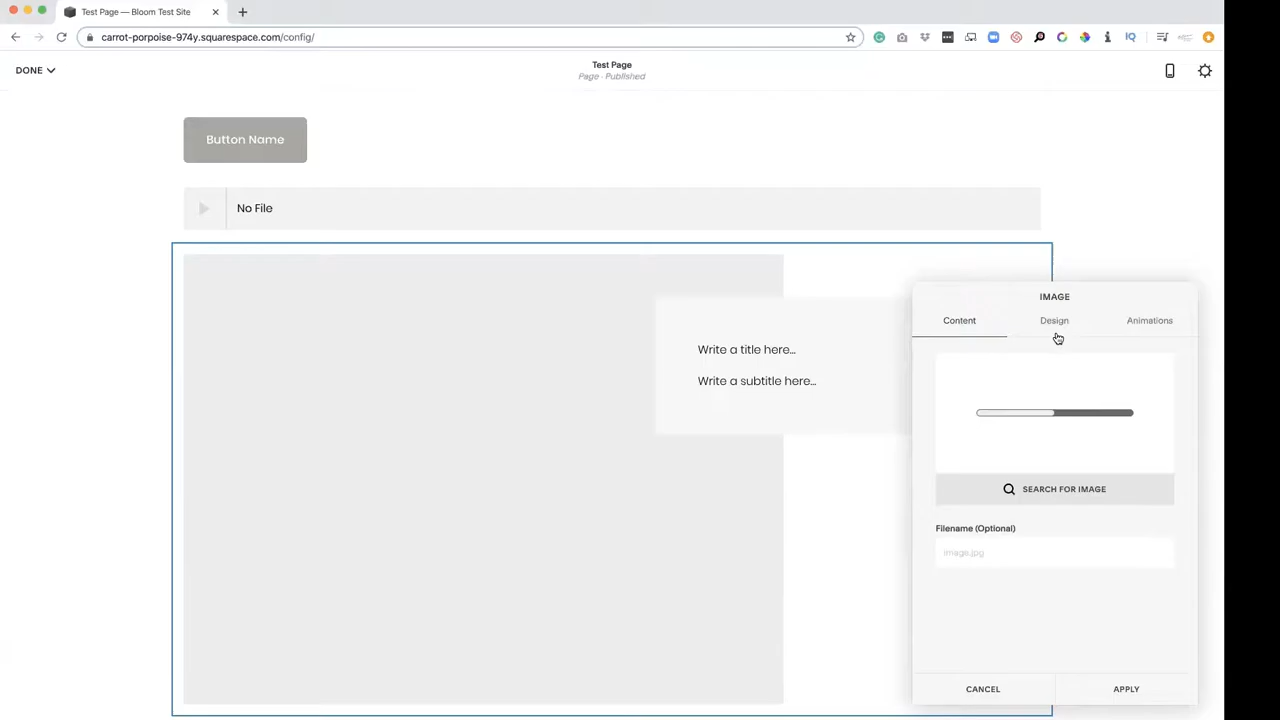 Test Page — Bloom Test Site
carrot-porpoise-974y.squarespace.com/config/
DONE
Test Page
Page · Published
Button Name
No File
Write a title here...
Write a subtitle here...
IMAGE
Content Design Animations
SEARCH FOR IMAGE
Filename (Optional)
image.jpg
CANCEL APPLY